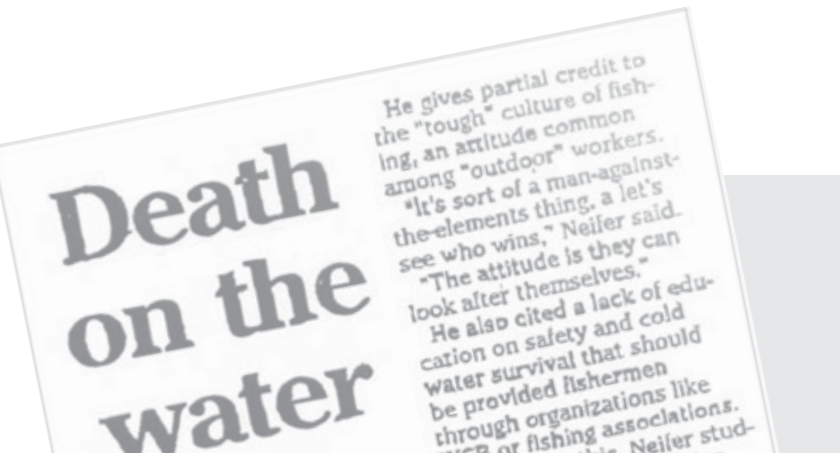 Death
on the
water
He gives partial credit to
the "tough" culture of fish-
ing, an attitude common
among "outdoor" workers.
"It's sort of a man-against-
the-elements thing, a let's
see who wins," Neifer said.
"The attitude is they can
look after themselves."
He also cited a lack of edu-
cation on safety and cold
water survival that should
be provided fishermen
through organizations like
or fishing associations.
Neifer stud-